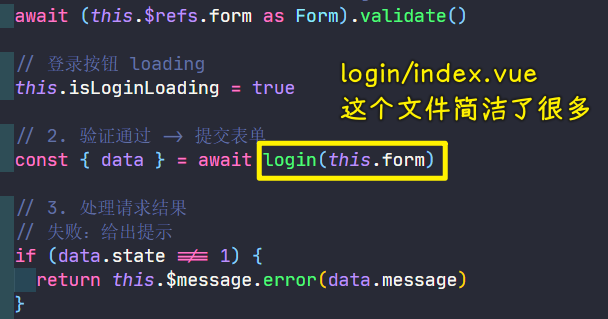 await (this.$refs.form as Form).validate()
// 登录按钮 loading
this.isLoginLoading = true
login/index.vue
这个文件简洁了很多
// 2. 验证通过 -> 提交表单
const { data } = await login(this.form)
// 3. 处理请求结果
// 失败：给出提示
if (data.state !== 1) {
return this.$message.error(data.message)
}